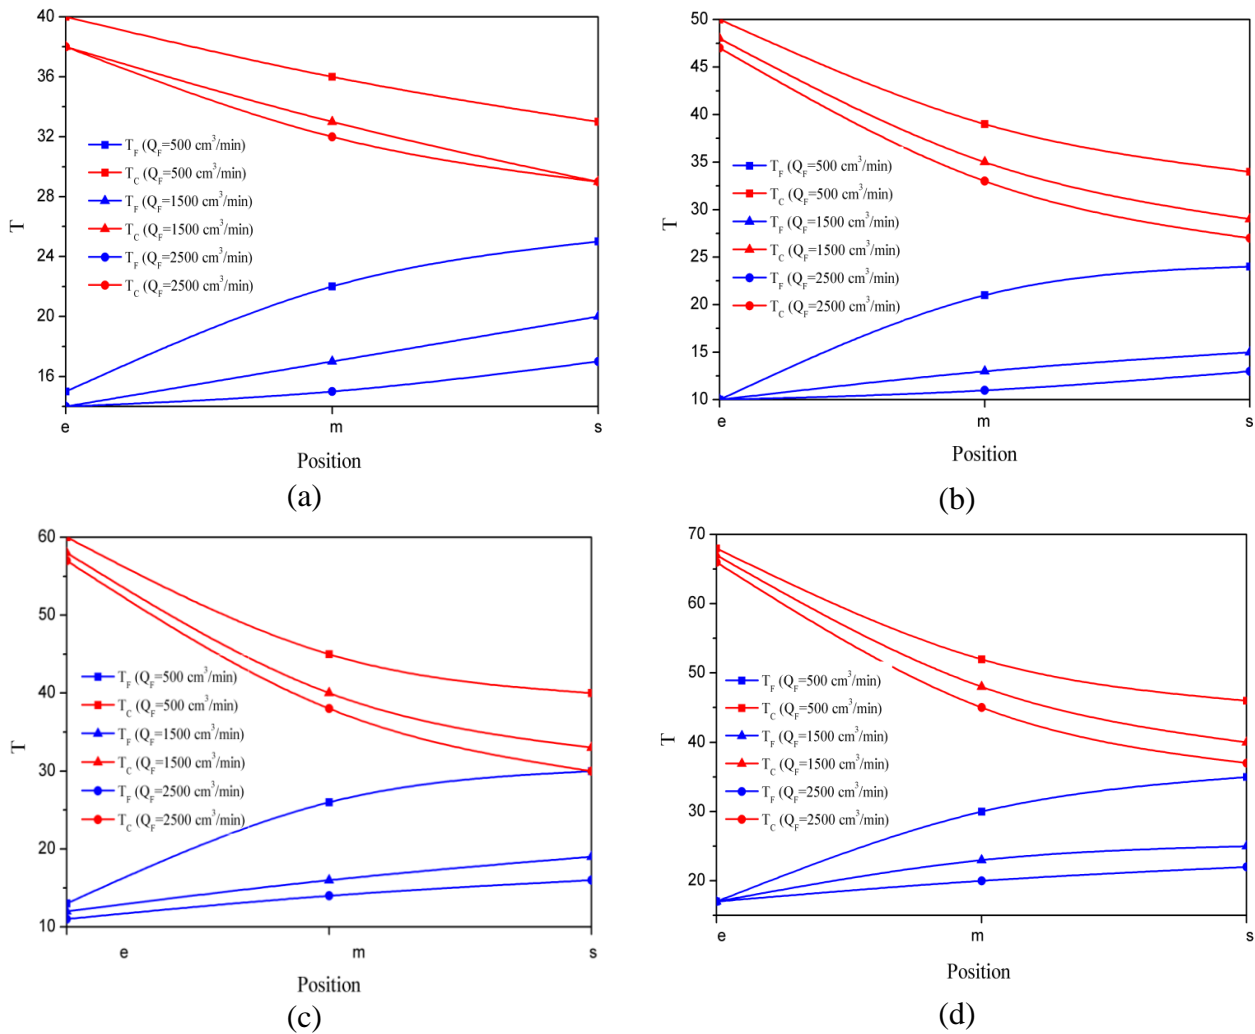 40
36
32
28
24
20
16
T
T_F (Q_F=500 cm³/min)
T_C (Q_F=500 cm³/min)
T_F (Q_F=1500 cm³/min)
T_C (Q_F=1500 cm³/min)
T_F (Q_F=2500 cm³/min)
T_C (Q_F=2500 cm³/min)
e m s
Position
(a)
50
45
40
35
30
25
20
15
10
T
T_F (Q_F=500 cm³/min)
T_C (Q_F=500 cm³/min)
T_F (Q_F=1500 cm³/min)
T_C (Q_F=1500 cm³/min)
T_F (Q_F=2500 cm³/min)
T_C (Q_F=2500 cm³/min)
e m s
Position
(b)
60
50
40
30
20
10
T
T_F (Q_F=500 cm³/min)
T_C (Q_F=500 cm³/min)
T_F (Q_F=1500 cm³/min)
T_C (Q_F=1500 cm³/min)
T_F (Q_F=2500 cm³/min)
T_C (Q_F=2500 cm³/min)
e m s
Position
(c)
70
60
50
40
30
20
T
T_F (Q_F=500 cm³/min)
T_C (Q_F=500 cm³/min)
T_F (Q_F=1500 cm³/min)
T_C (Q_F=1500 cm³/min)
T_F (Q_F=2500 cm³/min)
T_C (Q_F=2500 cm³/min)
e m s
Position
(d)